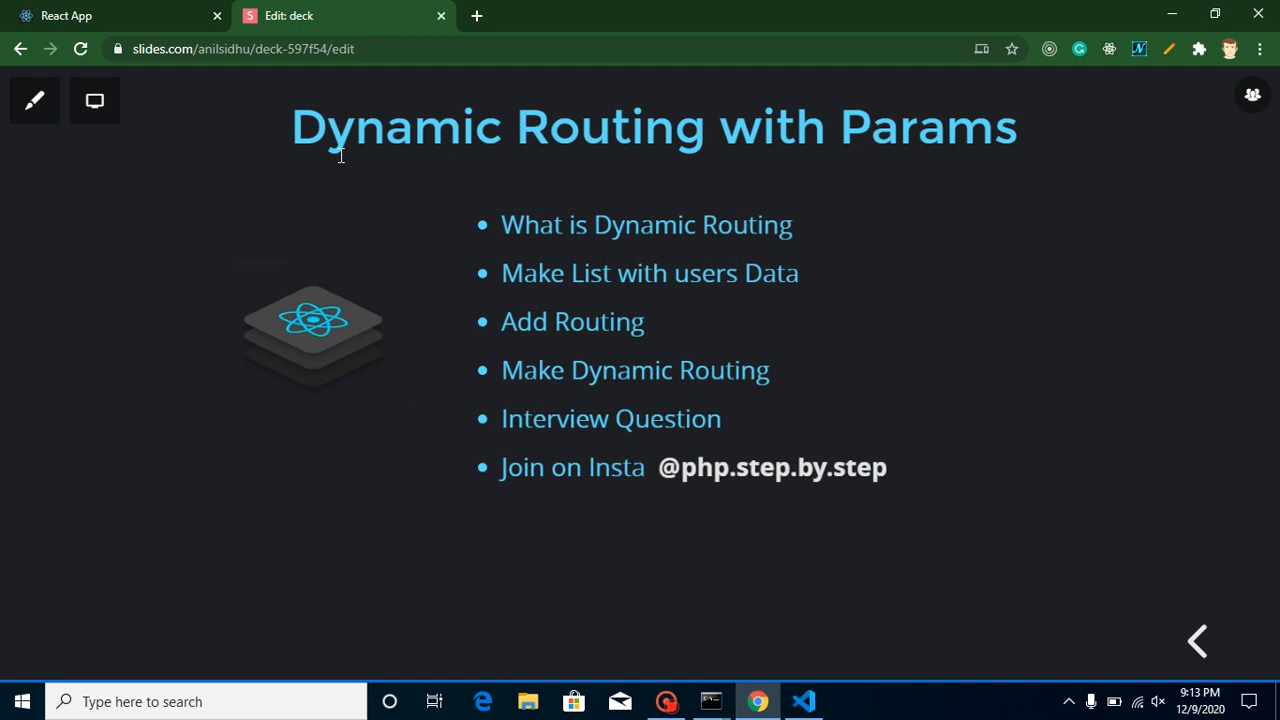 React App
Edit: deck
slides.com/anilsidhu/deck-597f54/edit
Dynamic Routing with Params
What is Dynamic Routing
Make List with users Data
Add Routing
Make Dynamic Routing
Interview Question
Join on Insta @php.step.by.step
Type here to search
9:13 PM
12/9/2020